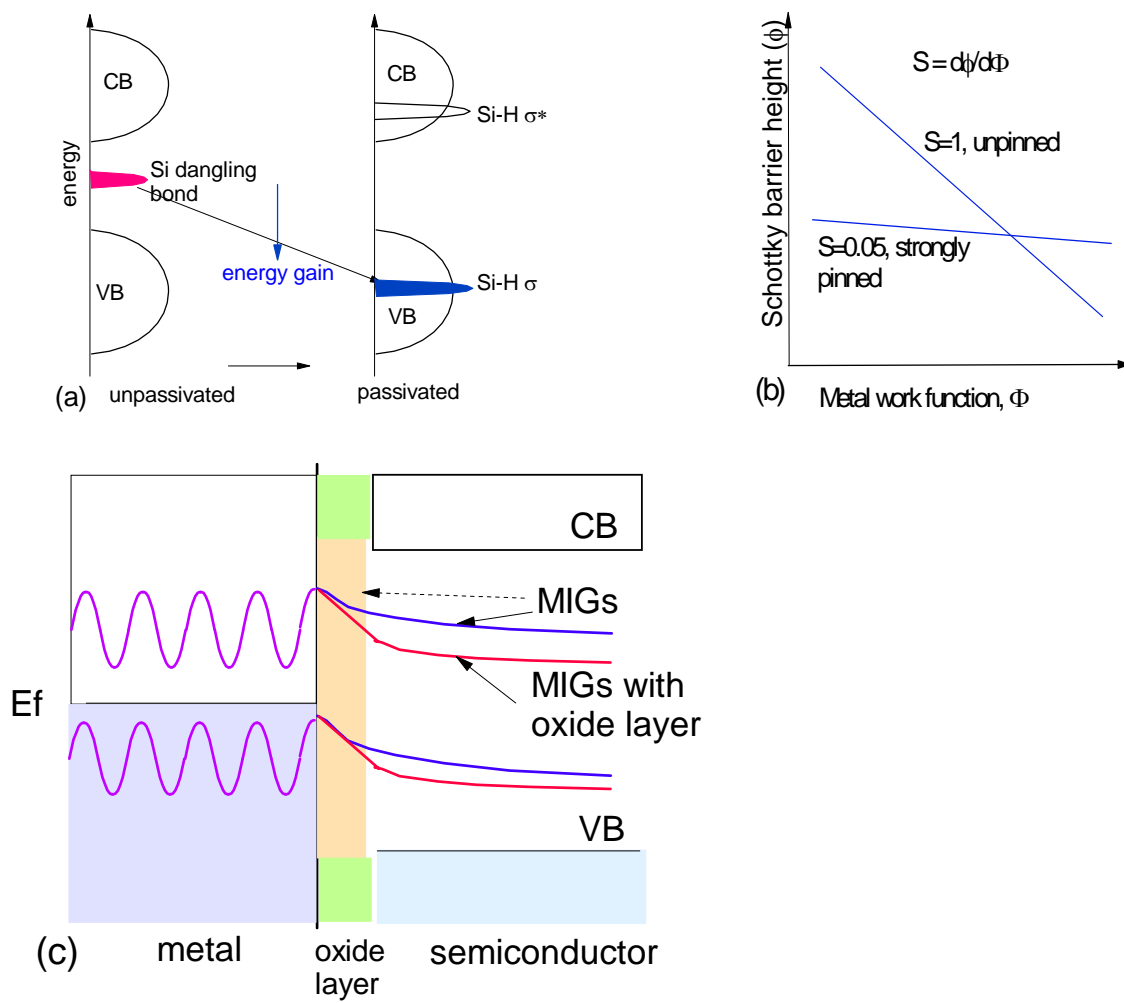 CB
CB
Si-H σ*
energy
Si dangling
bond
energy gain
Si-H σ
VB
VB
(a)
unpassivated
passivated
Schottky barrier height (ϕ)
S = dϕ/dΦ
S=1, unpinned
S=0.05, strongly
pinned
(b)
Metal work function, Φ
CB
MIGs
Ef
MIGs with
oxide layer
VB
(c)
metal
oxide
layer
semiconductor